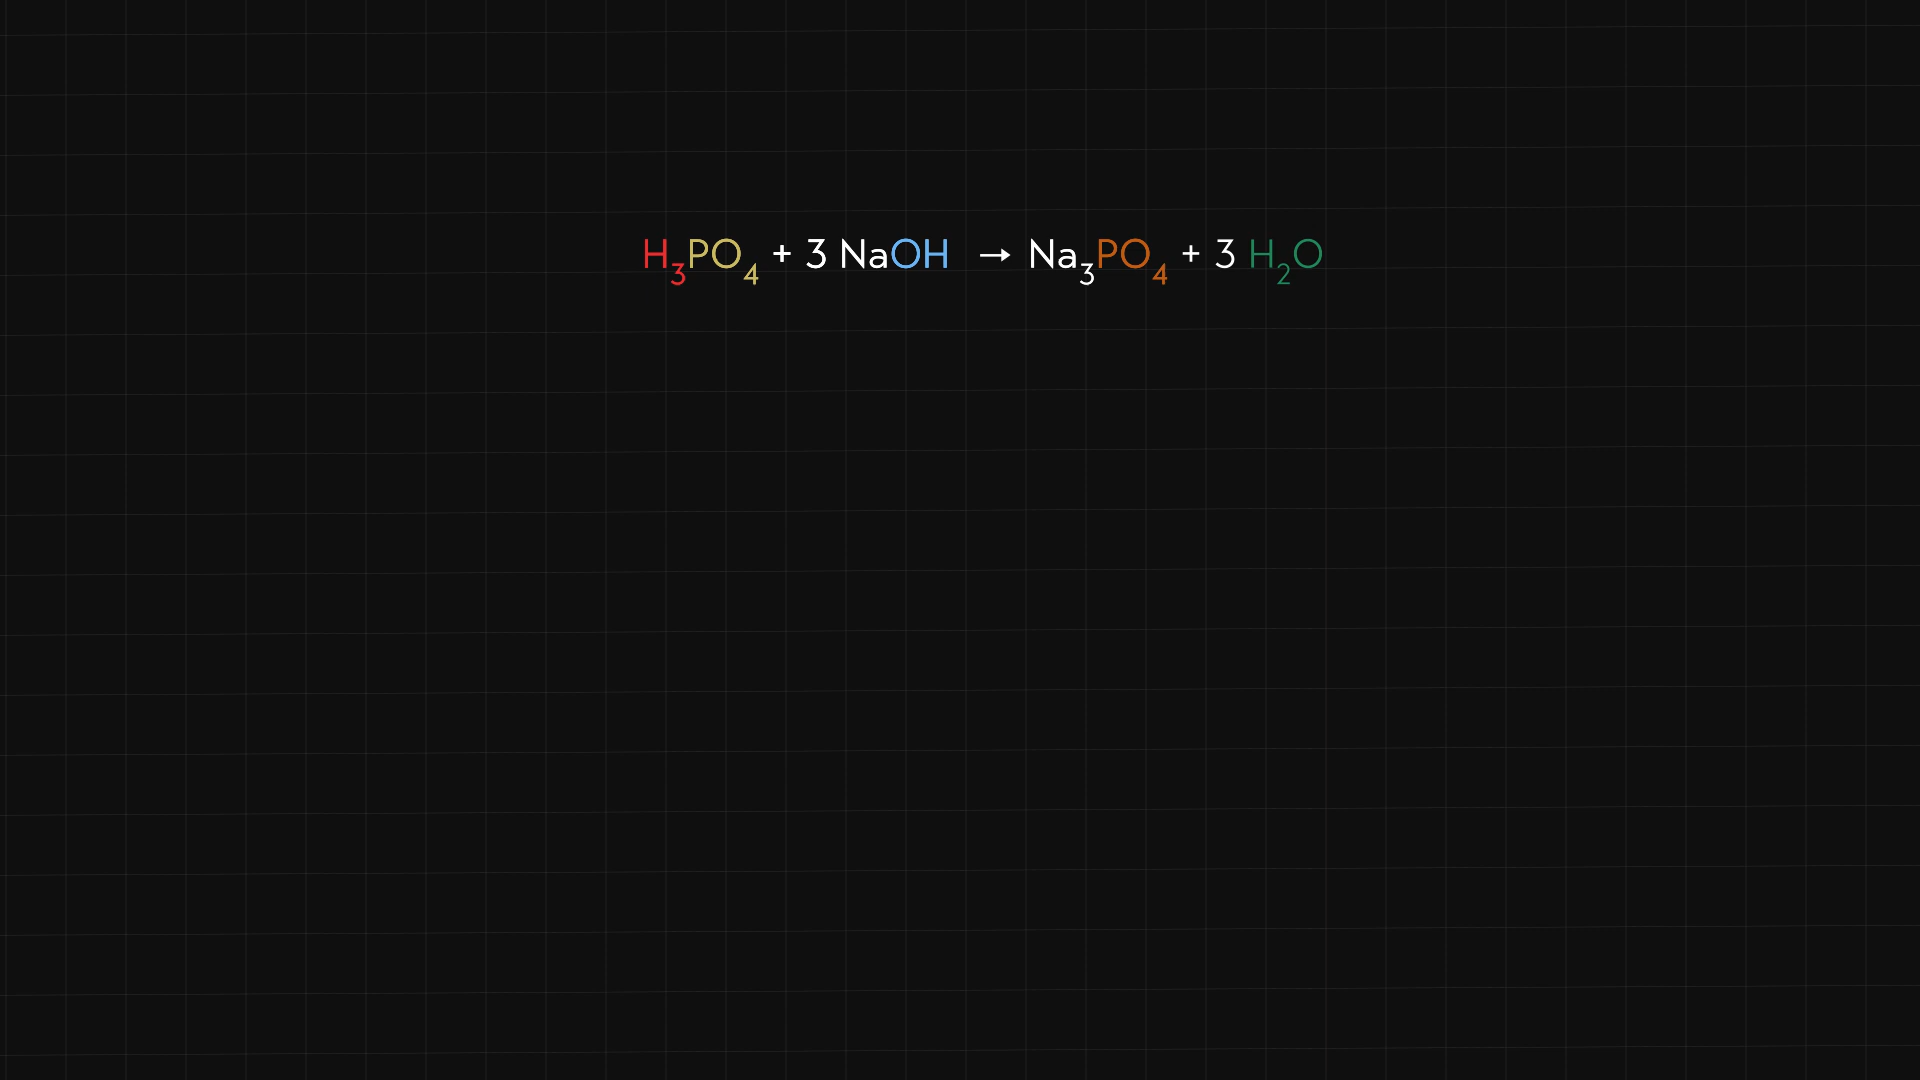 H₃PO₄ + 3 NaOH → Na₃PO₄ + 3 H₂O